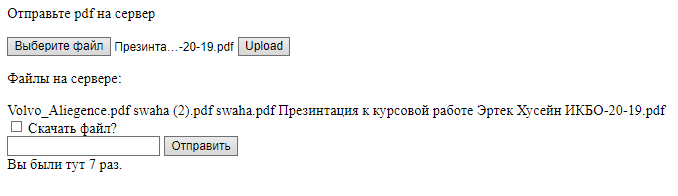 Отправьте pdf на сервер
Выберите файл Презинта...-20-19.pdf Upload
Файлы на сервере:
Volvo_Aliegence.pdf swaha (2).pdf swaha.pdf Презинтация к курсовой работе Эртек Хусейн ИКБО-20-19.pdf
Скачать файл?
Отправить
Вы были тут 7 раз.